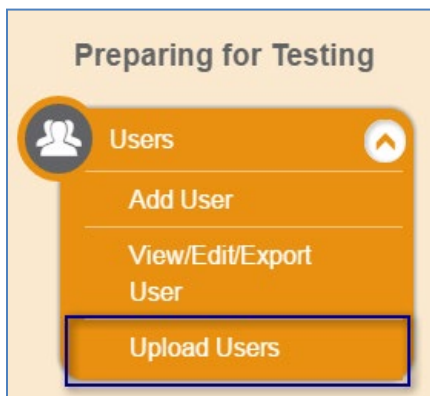 Preparing for Testing
Users
Add User
View/Edit/Export
User
Upload Users